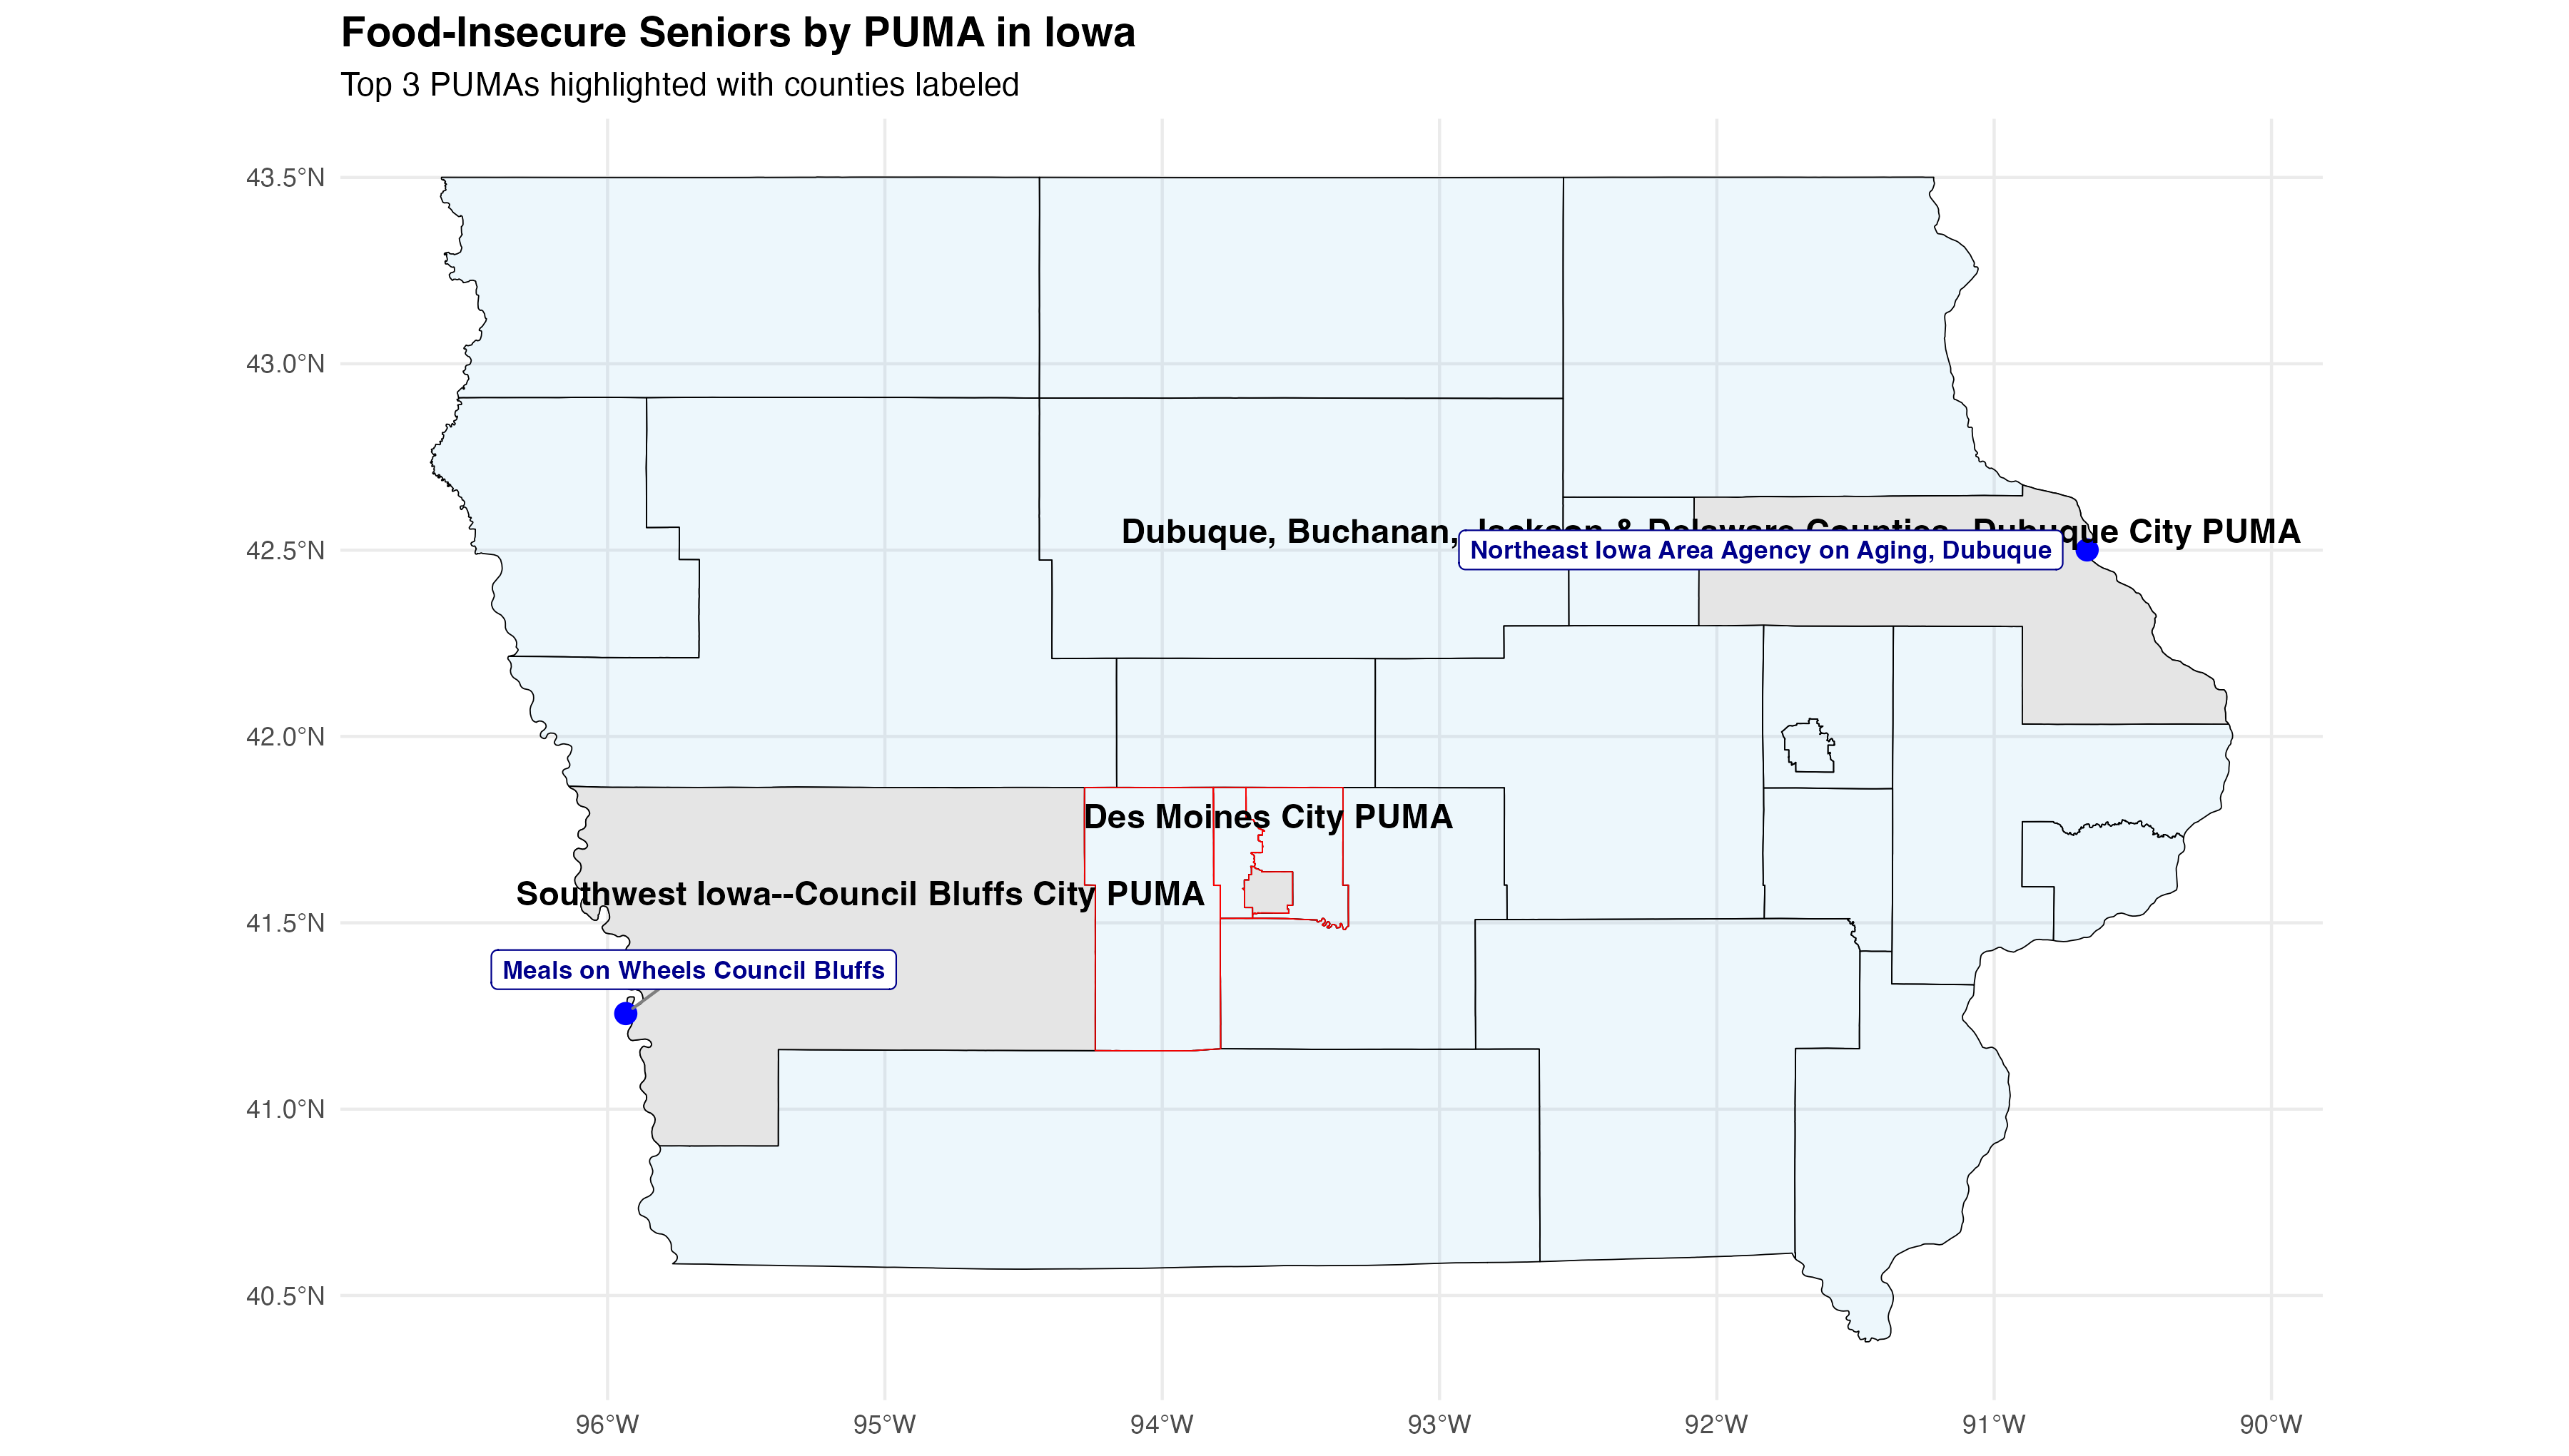 Food-Insecure Seniors by PUMA in Iowa
Top 3 PUMAs highlighted with counties labeled
43.5°N
43.0°N
Dubuque, Buchanan, Jackson & Delaware Counties--Dubuque City PUMA
42.5°N
Northeast Iowa Area Agency on Aging, Dubuque
42.0°N
Des Moines City PUMA
Southwest Iowa--Council Bluffs City PUMA
41.5°N
Meals on Wheels Council Bluffs
41.0°N
40.5°N
96°W 95°W 94°W 93°W 92°W 91°W 90°W